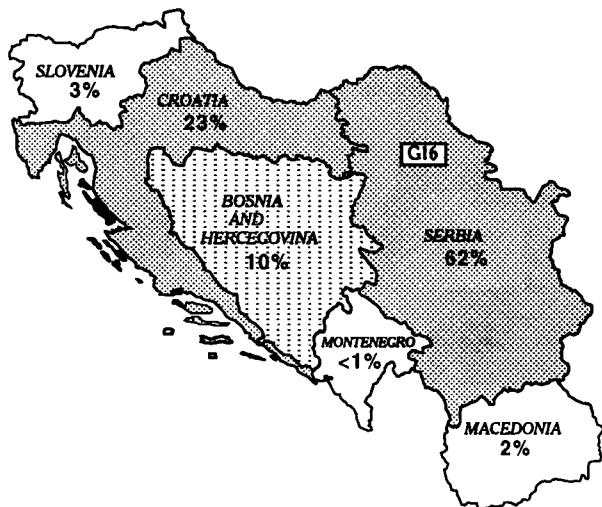 SLOVENIA
3%
CROATIA
23%
G16
BOSNIA
AND
HERCEGOVINA
10%
SERBIA
62%
MONTENEGRO
<1%
MACEDONIA
2%